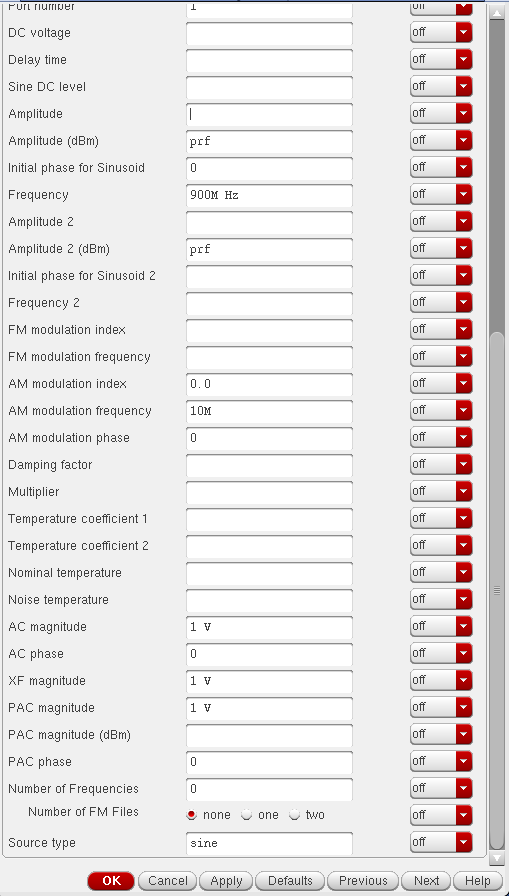 Port number 1 off
DC voltage off
Delay time off
Sine DC level off
Amplitude off
Amplitude (dBm) prf off
Initial phase for Sinusoid 0 off
Frequency 900M Hz off
Amplitude 2 off
Amplitude 2 (dBm) prf off
Initial phase for Sinusoid 2 off
Frequency 2 off
FM modulation index off
FM modulation frequency off
AM modulation index 0.0 off
AM modulation frequency 10M off
AM modulation phase 0 off
Damping factor off
Multiplier off
Temperature coefficient 1 off
Temperature coefficient 2 off
Nominal temperature off
Noise temperature off
AC magnitude 1 V off
AC phase 0 off
XF magnitude 1 V off
PAC magnitude 1 V off
PAC magnitude (dBm) off
PAC phase 0 off
Number of Frequencies 0 off
Number of FM Files none one two off
Source type sine off
OK Cancel Apply Defaults Previous Next Help